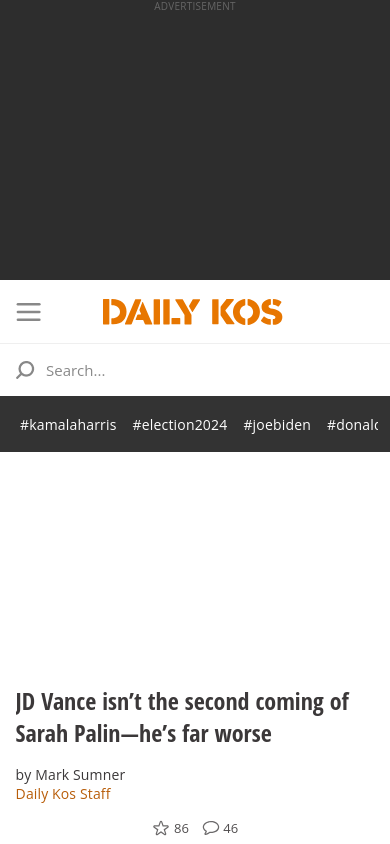 ADVERTISEMENT
DAILY KOS
Search...
#kamalaharris #election2024 #joebiden #donald
JD Vance isn’t the second coming of
Sarah Palin—he’s far worse
by Mark Sumner
Daily Kos Staff
86 46